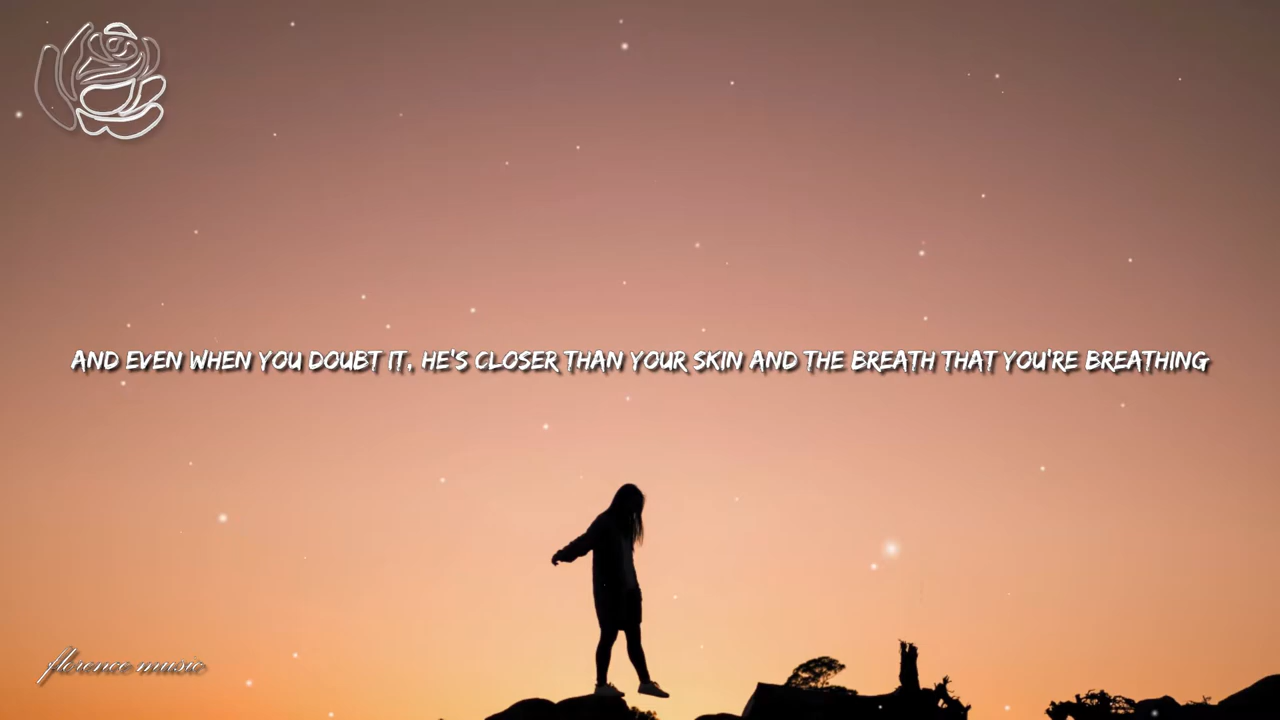 AND EVEN WHEN YOU DOUBT IT, HE'S CLOSER THAN YOUR SKIN AND THE BREATH THAT YOU'RE BREATHING
florence music